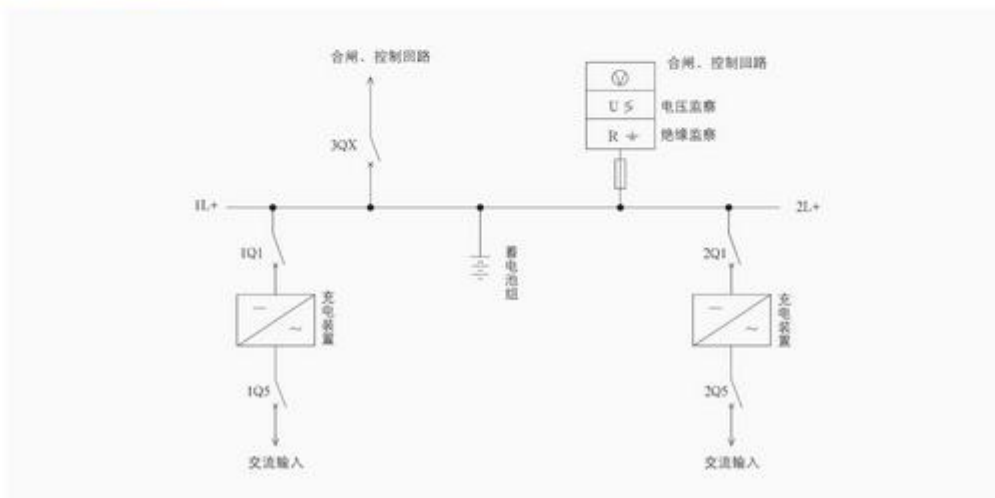 合闸、控制回路
合闸、控制回路
V
U ≶
电压监察
R ⏚
绝缘监察
3QX
1L+
2L+
1Q1
蓄电池组
2Q1
充电装置
充电装置
1Q5
2Q5
交流输入
交流输入